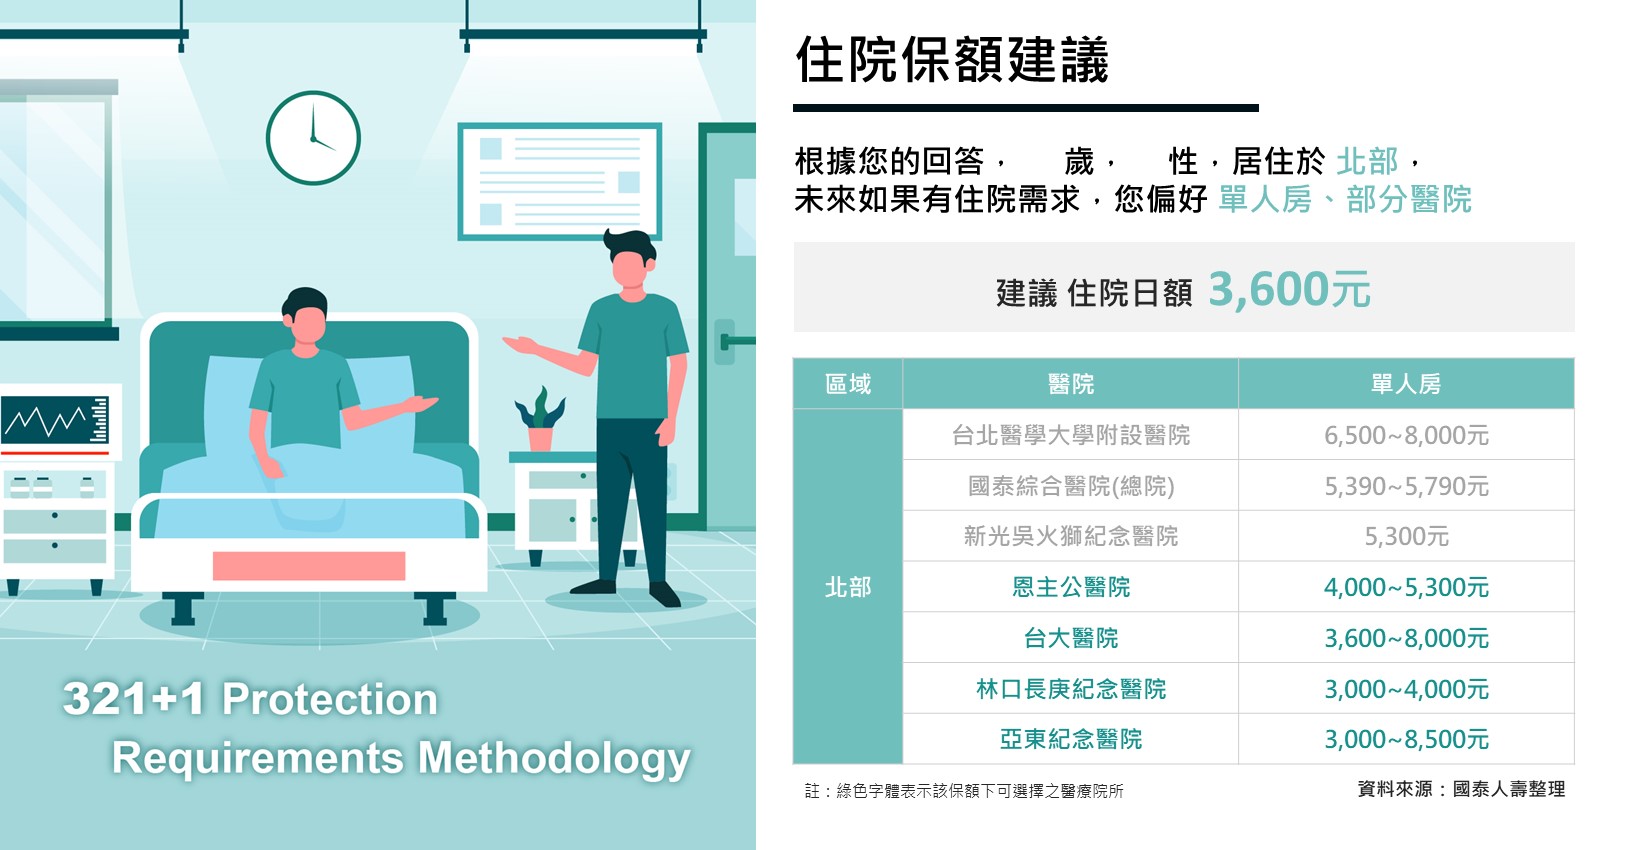 321+1 Protection
Requirements Methodology
住院保額建議
根據您的回答， 歲， 性，居住於 北部，
未來如果有住院需求，您偏好 單人房、部分醫院
建議 住院日額 3,600元
區域 醫院 單人房
台北醫學大學附設醫院 6,500~8,000元
國泰綜合醫院(總院) 5,390~5,790元
新光吳火獅紀念醫院 5,300元
北部 恩主公醫院 4,000~5,300元
台大醫院 3,600~8,000元
林口長庚紀念醫院 3,000~4,000元
亞東紀念醫院 3,000~8,500元
註：綠色字體表示該保額下可選擇之醫療院所
資料來源：國泰人壽整理